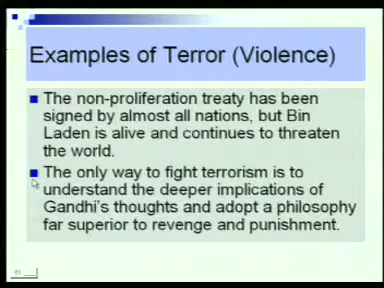 Examples of Terror (Violence)
The non-proliferation treaty has been
signed by almost all nations, but Bin
Laden is alive and continues to threaten
the world.
The only way to fight terrorism is to
understand the deeper implications of
Gandhi's thoughts and adopt a philosophy
far superior to revenge and punishment.